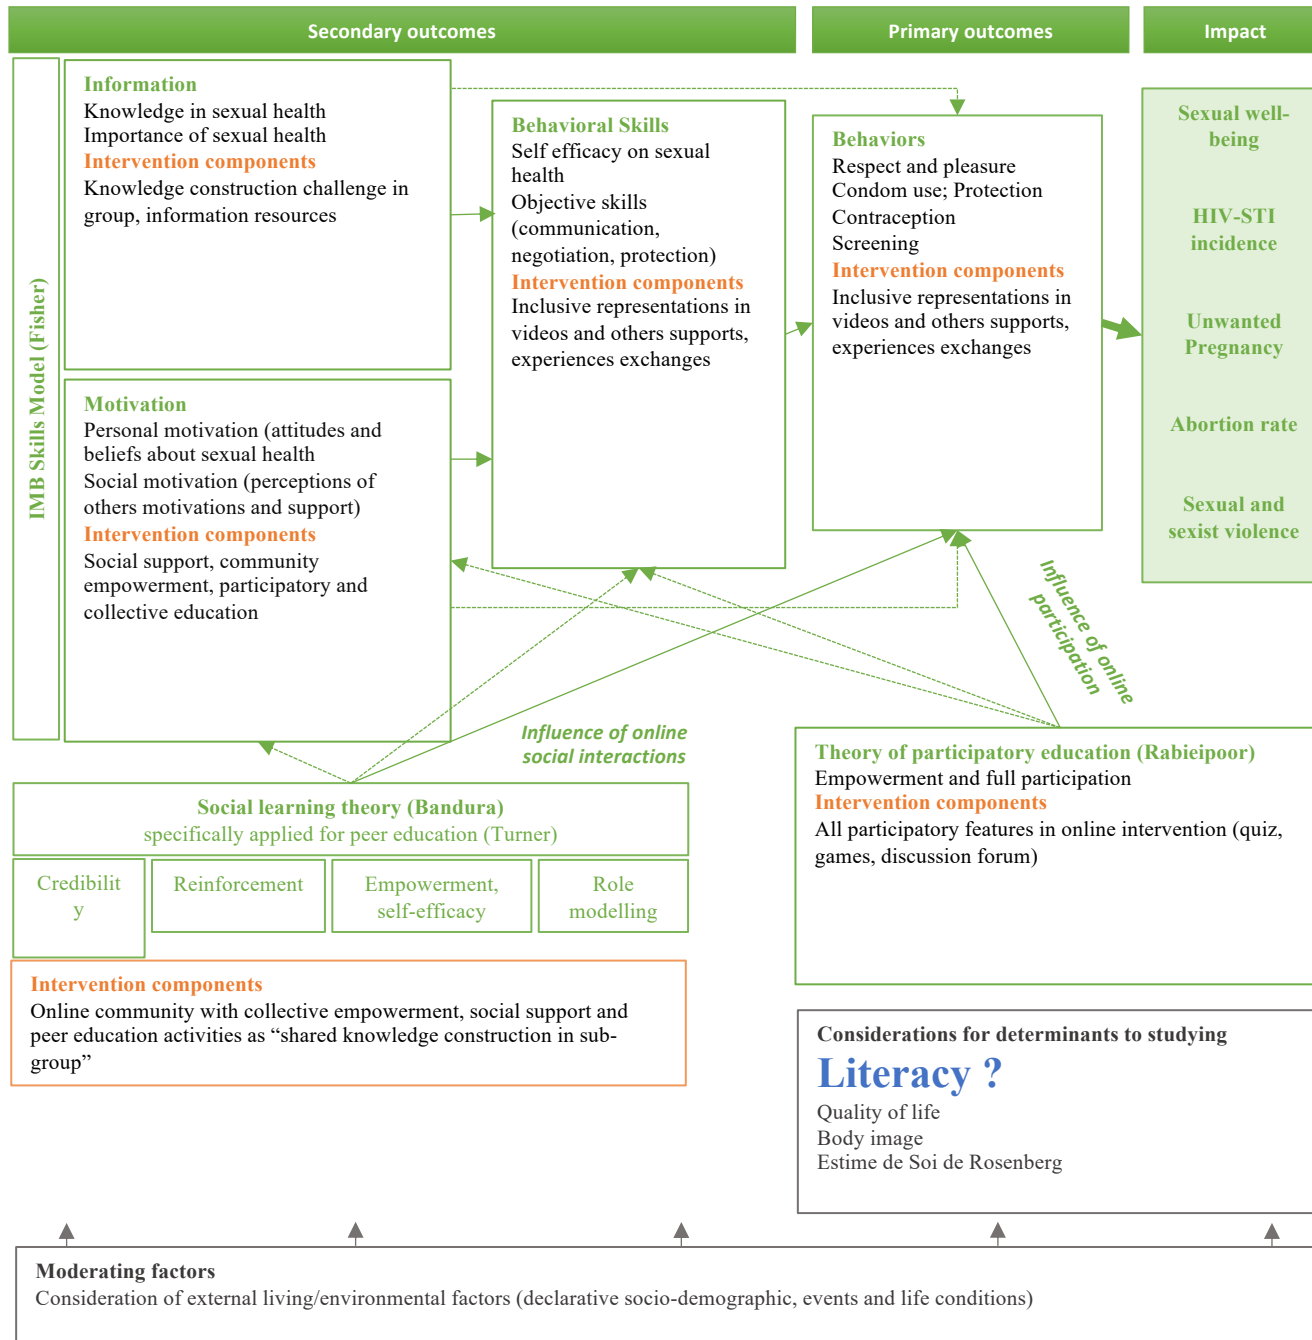 Secondary outcomes
Primary outcomes
Impact
IMB Skills Model (Fisher)
Information
Knowledge in sexual health
Importance of sexual health
Intervention components
Knowledge construction challenge in
group, information resources
Motivation
Personal motivation (attitudes and
beliefs about sexual health
Social motivation (perceptions of
others motivations and support)
Intervention components
Social support, community
empowerment, participatory and
collective education
Behavioral Skills
Self efficacy on sexual
health
Objective skills
(communication,
negotiation, protection)
Intervention components
Inclusive representations in
videos and others supports,
experiences exchanges
Behaviors
Respect and pleasure
Condom use; Protection
Contraception
Screening
Intervention components
Inclusive representations in
videos and others supports,
experiences exchanges
Sexual well-
being
HIV-STI
incidence
Unwanted
Pregnancy
Abortion rate
Sexual and
sexist violence
Influence of online
participation
Influence of online
social interactions
Social learning theory (Bandura)
specifically applied for peer education (Turner)
Credibilit
y
Reinforcement
Empowerment,
self-efficacy
Role
modelling
Intervention components
Online community with collective empowerment, social support and
peer education activities as “shared knowledge construction in sub-
group”
Theory of participatory education (Rabieipoor)
Empowerment and full participation
Intervention components
All participatory features in online intervention (quiz,
games, discussion forum)
Considerations for determinants to studying
Literacy ?
Quality of life
Body image
Estime de Soi de Rosenberg
Moderating factors
Consideration of external living/environmental factors (declarative socio-demographic, events and life conditions)